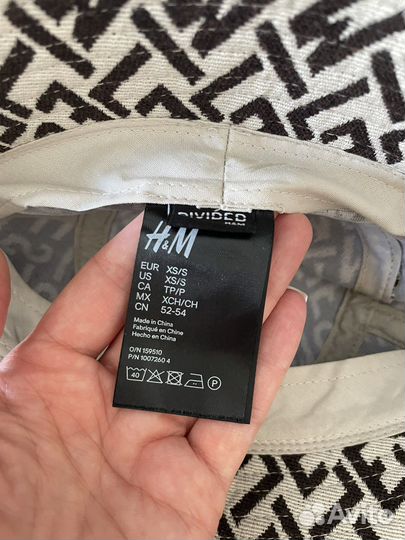 DIVIDED
H&M
H&M
EUR XS/S
US XS/S
CA TP/P
MX XCH/CH
CN 52-54
Made in China
Fabriqué en Chine
Hecho en China
O/N 159510
P/N 1007260 4
40 P
Avito